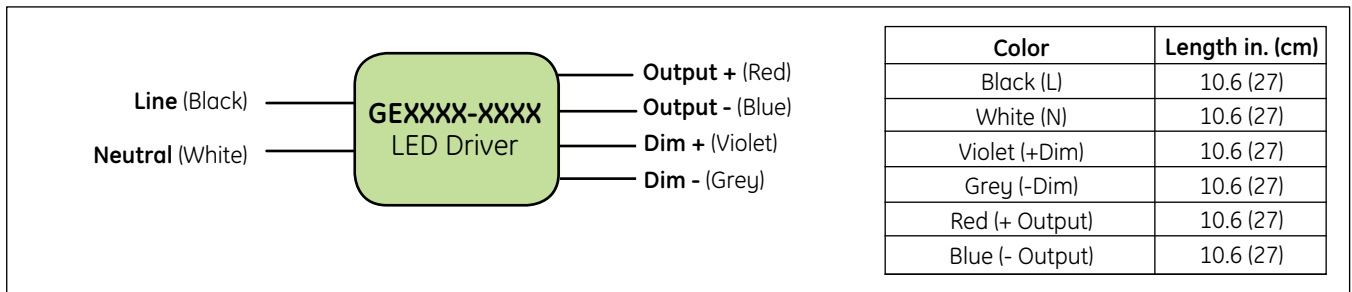 Line (Black)
Neutral (White)
GEXXXX-XXXX
LED Driver
Output + (Red)
Output - (Blue)
Dim + (Violet)
Dim - (Grey)
Color Length in. (cm)
Black (L) 10.6 (27)
White (N) 10.6 (27)
Violet (+Dim) 10.6 (27)
Grey (-Dim) 10.6 (27)
Red (+ Output) 10.6 (27)
Blue (- Output) 10.6 (27)